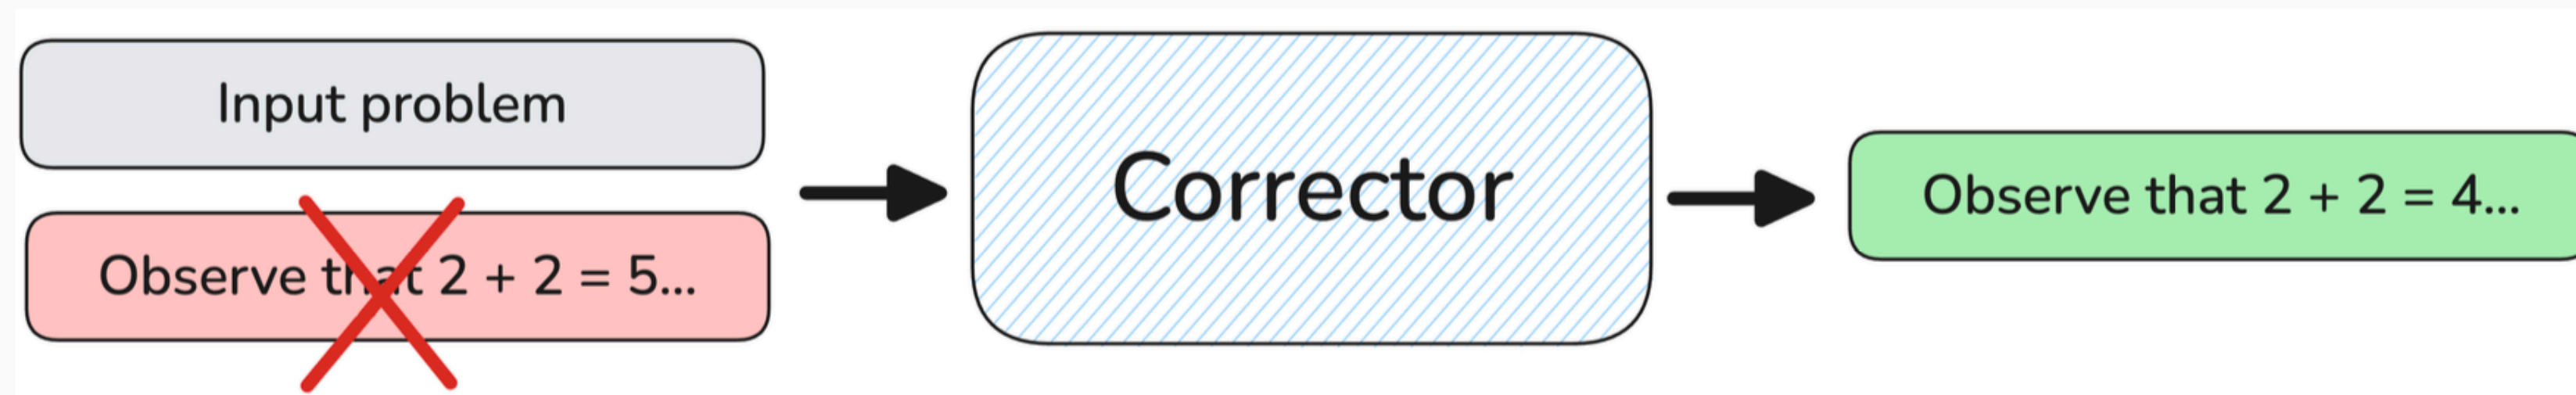 Input problem
Observe that 2 + 2 = 5...
Corrector
Observe that 2 + 2 = 4...